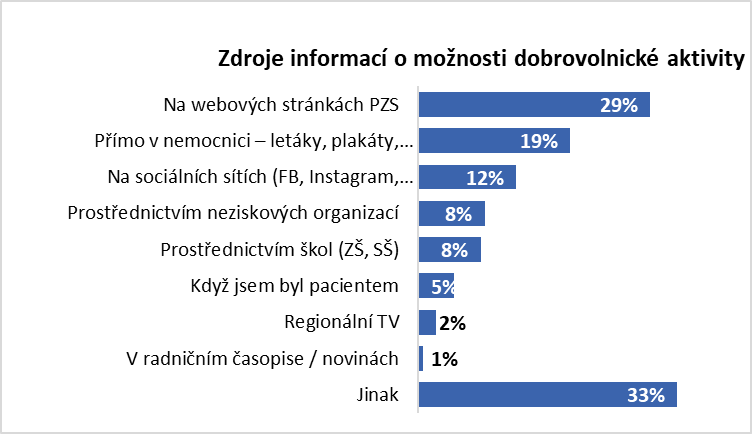 Zdroje informací o možnosti dobrovolnické aktivity
Na webových stránkách PZS 29%
Přímo v nemocnici – letáky, plakáty,... 19%
Na sociálních sítích (FB, Instagram,... 12%
Prostřednictvím neziskových organizací 8%
Prostřednictvím škol (ZŠ, SŠ) 8%
Když jsem byl pacientem 5%
Regionální TV 2%
V radničním časopise / novinách 1%
Jinak 33%